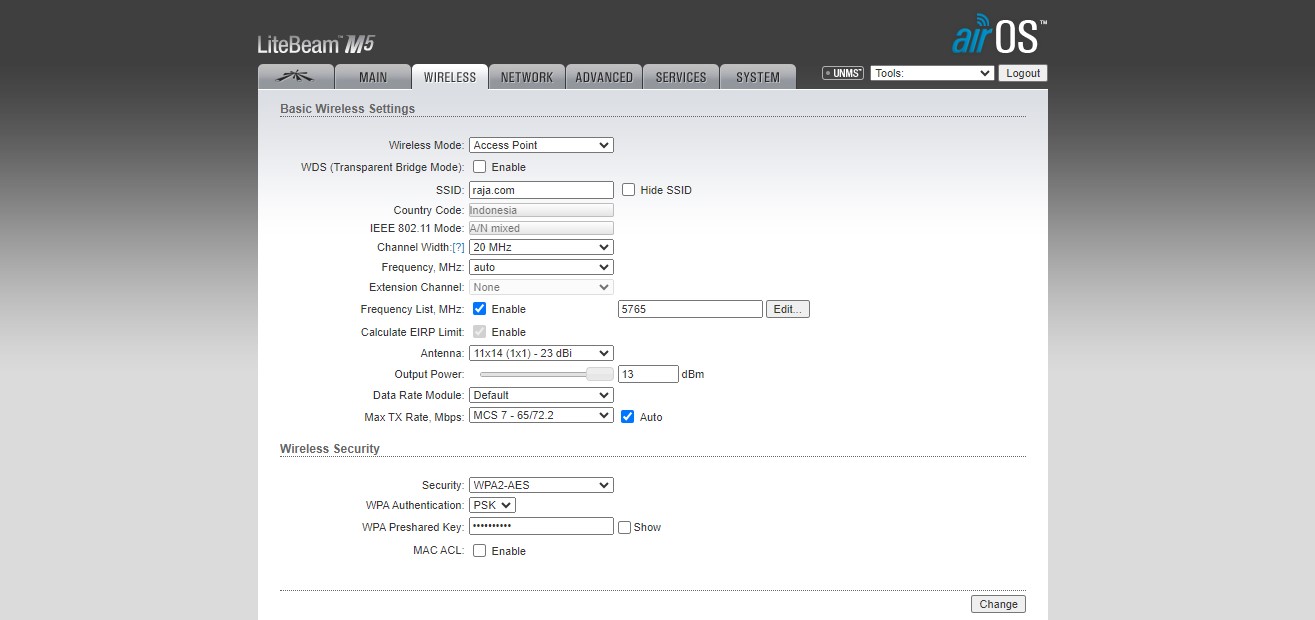 LiteBeam™ M5
airOS™
MAIN WIRELESS NETWORK ADVANCED SERVICES SYSTEM UNMS™ Tools: Logout
Basic Wireless Settings
Wireless Mode: Access Point
WDS (Transparent Bridge Mode): Enable
SSID: raja.com Hide SSID
Country Code: Indonesia
IEEE 802.11 Mode: A/N mixed
Channel Width:[?] 20 MHz
Frequency, MHz: auto
Extension Channel: None
Frequency List, MHz: Enable 5765 Edit...
Calculate EIRP Limit: Enable
Antenna: 11x14 (1x1) - 23 dBi
Output Power: 13 dBm
Data Rate Module: Default
Max TX Rate, Mbps: MCS 7 - 65/72.2 Auto
Wireless Security
Security: WPA2-AES
WPA Authentication: PSK
WPA Preshared Key: •••••••••• Show
MAC ACL: Enable
Change